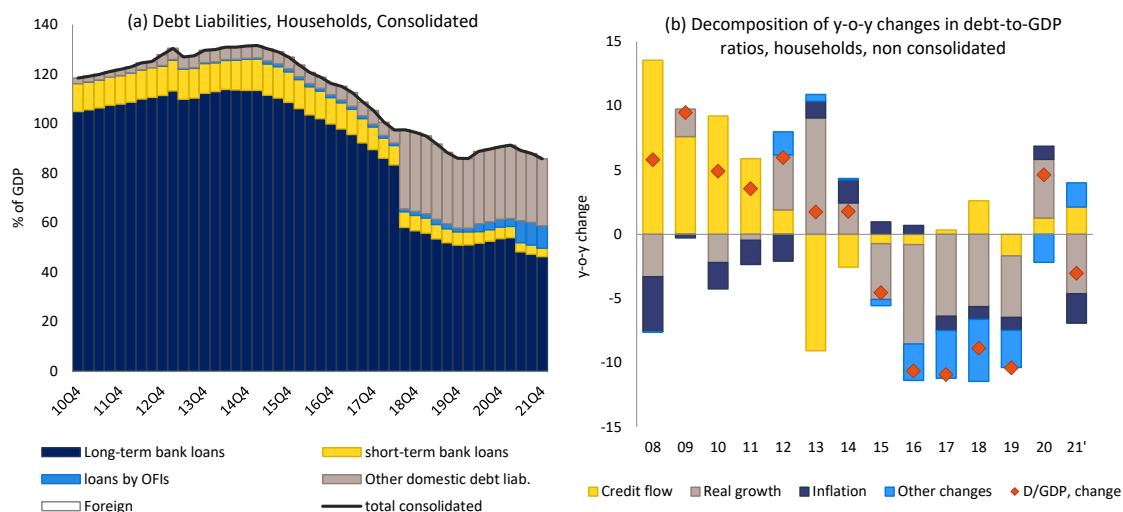 (a) Debt Liabilities, Households, Consolidated
% of GDP
140
120
100
80
60
40
20
0
10Q4
11Q4
12Q4
13Q4
14Q4
15Q4
16Q4
17Q4
18Q4
19Q4
20Q4
21Q4
Long-term bank loans
short-term bank loans
loans by OFIs
Other domestic debt liab.
Foreign
total consolidated
(b) Decomposition of y-o-y changes in debt-to-GDP
ratios, households, non consolidated
y-o-y change
15
10
5
0
-5
-10
-15
08 09 10 11 12 13 14 15 16 17 18 19 20 21'
Credit flow Real growth Inflation Other changes D/GDP, change